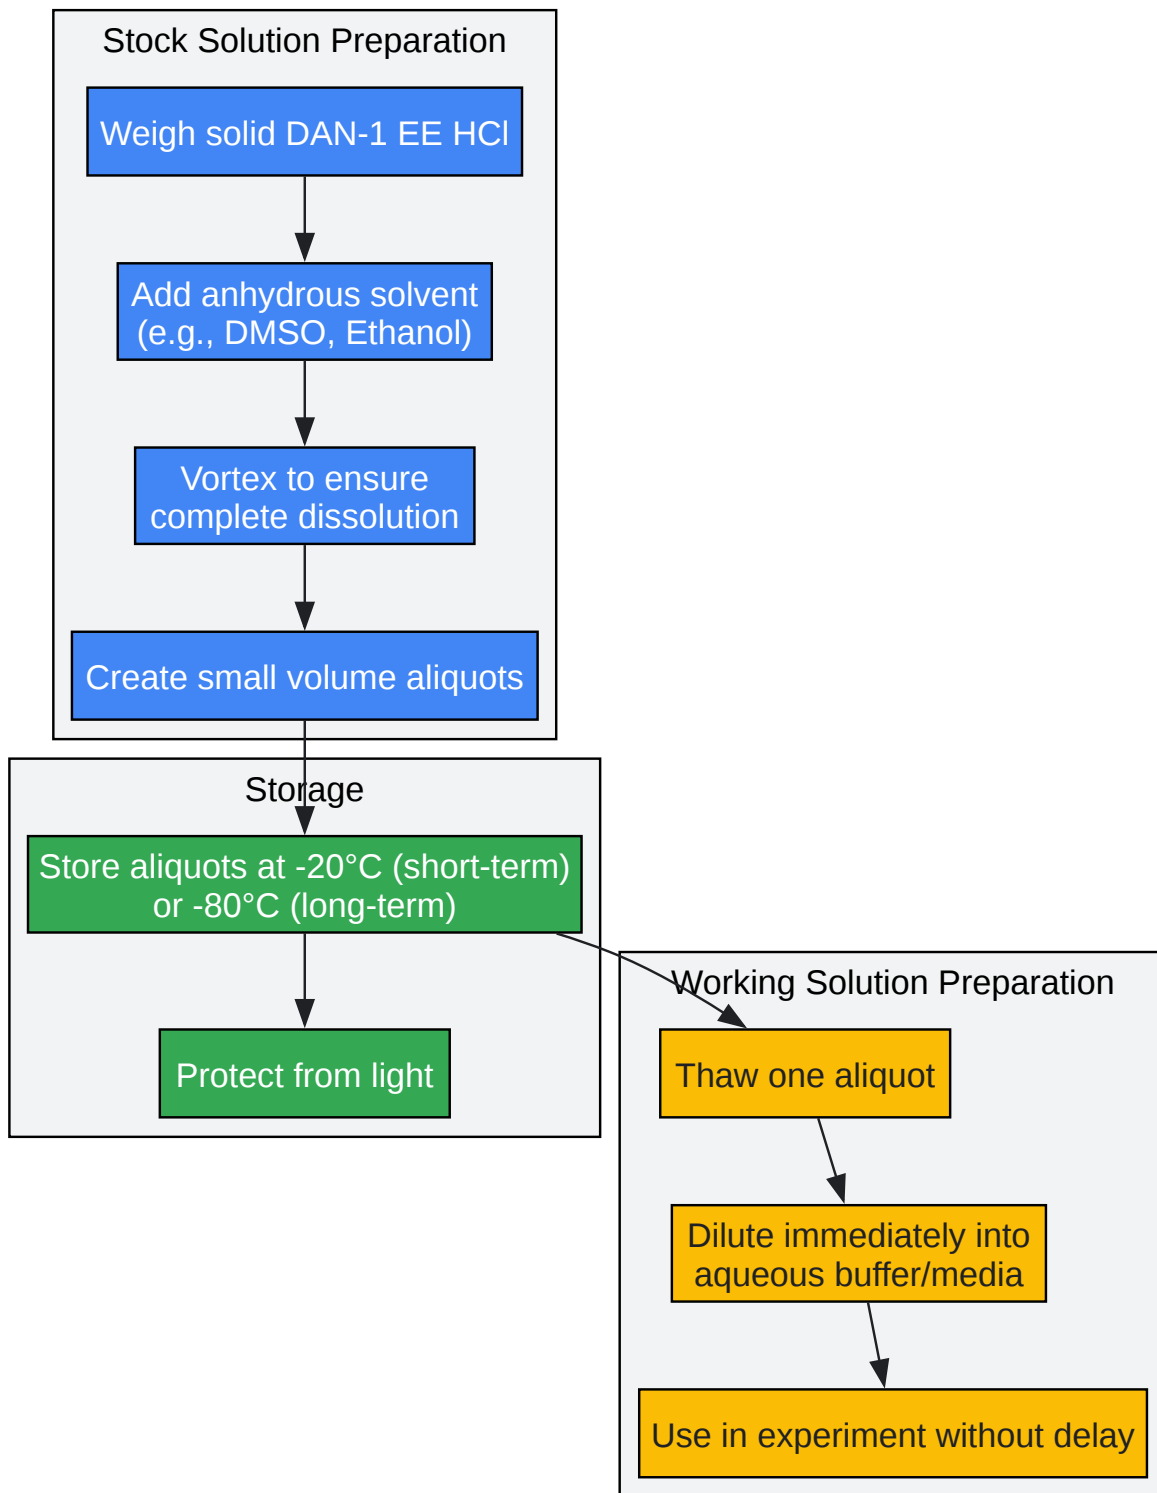 Stock Solution Preparation
Weigh solid DAN-1 EE HCl
Add anhydrous solvent
(e.g., DMSO, Ethanol)
Vortex to ensure
complete dissolution
Create small volume aliquots
Storage
Store aliquots at -20°C (short-term)
or -80°C (long-term)
Protect from light
Working Solution Preparation
Thaw one aliquot
Dilute immediately into
aqueous buffer/media
Use in experiment without delay